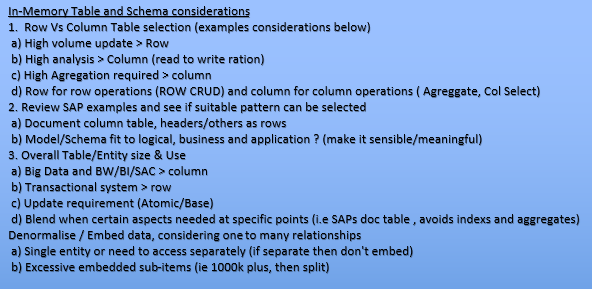 In-Memory Table and Schema considerations
1. Row Vs Column Table selection (examples considerations below)
a) High volume update > Row
b) High analysis > Column (read to write ration)
c) High Agregation required > column
d) Row for row operations (ROW CRUD) and column for column operations ( Agreggate, Col Select)
2. Review SAP examples and see if suitable pattern can be selected
a) Document column table, headers/others as rows
b) Model/Schema fit to logical, business and application ? (make it sensible/meaningful)
3. Overall Table/Entity size & Use
a) Big Data and BW/BI/SAC > column
b) Transactional system > row
c) Update requirement (Atomic/Base)
d) Blend when certain aspects needed at specific points (i.e SAPs doc table , avoids indexs and aggregates)
Denormalise / Embed data, considering one to many relationships
a) Single entity or need to access separately (if separate then don't embed)
b) Excessive embedded sub-items (ie 1000k plus, then split)